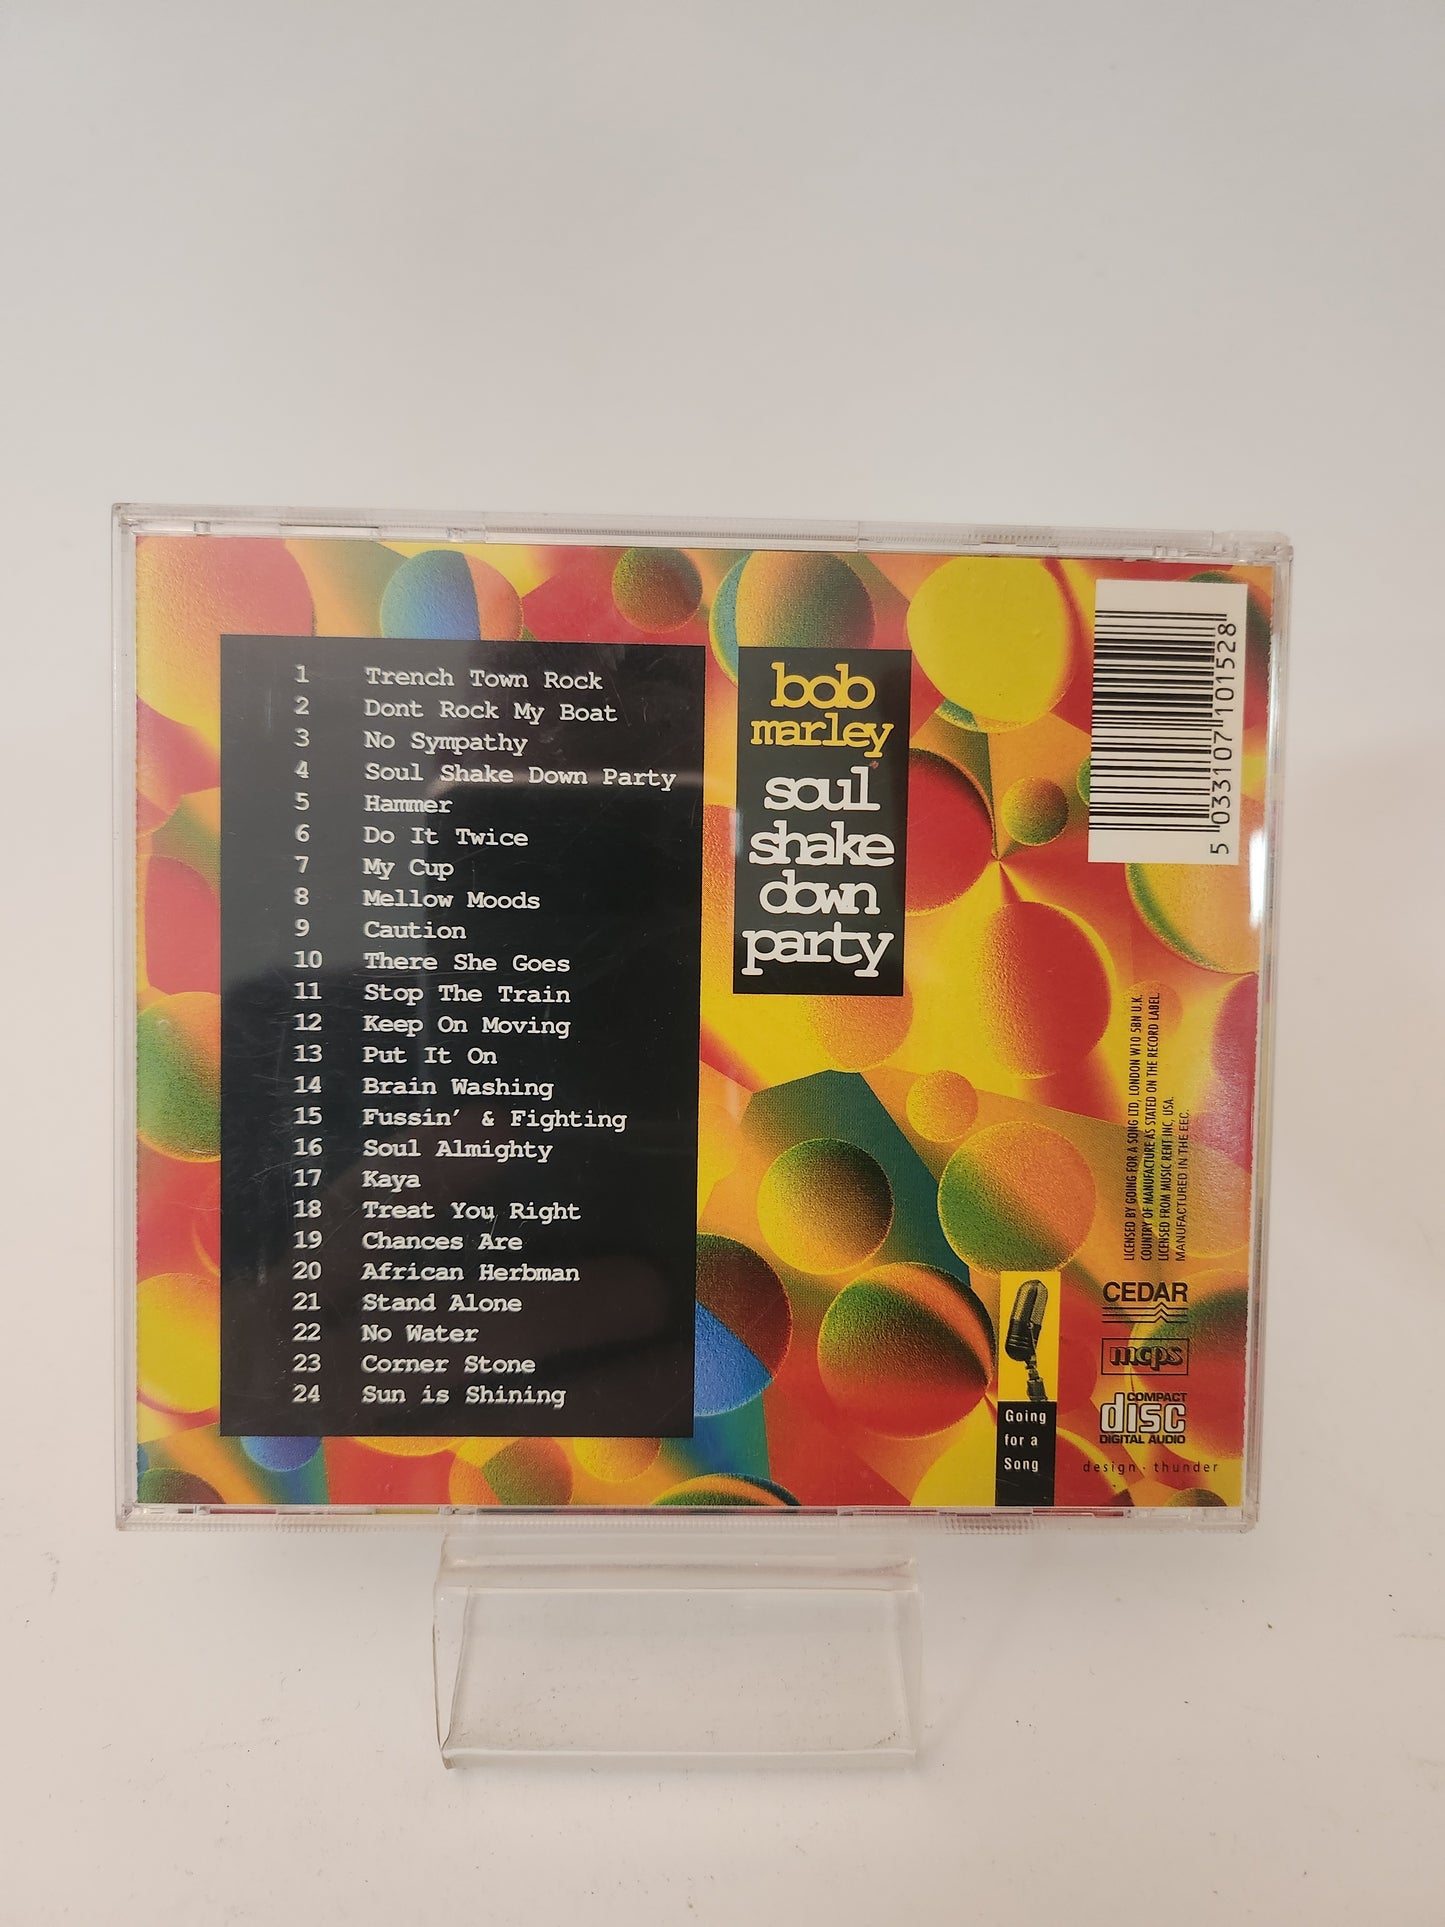 1 Trench Town Rock
2 Dont Rock My Boat
3 No Sympathy
4 Soul Shake Down Party
5 Hammer
6 Do It Twice
7 My Cup
8 Mellow Moods
9 Caution
10 There She Goes
11 Stop The Train
12 Keep On Moving
13 Put It On
14 Brain Washing
15 Fussin' & Fighting
16 Soul Almighty
17 Kaya
18 Treat You Right
19 Chances Are
20 African Herbman
21 Stand Alone
22 No Water
23 Corner Stone
24 Sun is Shining
bob
marley
soul
shake
down
party
5 033107 101528
LICENSED BY GOING FOR A SONG LTD, LONDON W10 5BN U.K.
COUNTRY OF MANUFACTURE AS STATED ON THE RECORD LABEL.
LICENSED FROM MUSIC RENT INC, USA.
MANUFACTURED IN THE EEC.
CEDAR
mcps
COMPACT
disc
DIGITAL AUDIO
Going
for a
Song
design · thunder